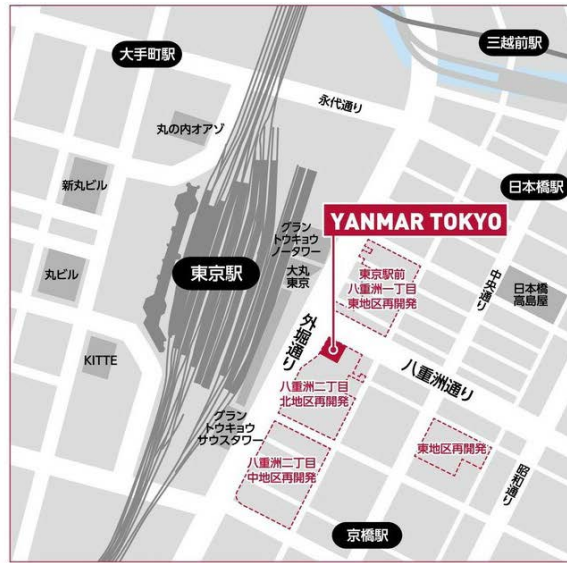 大手町駅
三越前駅
永代通り
丸の内オアゾ
新丸ビル
日本橋駅
YANMAR TOKYO
グラン
トウキョウ
ノータワー
大丸
東京
東京駅前
八重洲一丁目
東地区再開発
中央通り
日本橋
高島屋
丸ビル
東京駅
外堀通り
KITTE
八重洲通り
八重洲二丁目
北地区再開発
グラン
トウキョウ
サウスタワー
東地区再開発
八重洲二丁目
中地区再開発
昭和通り
京橋駅